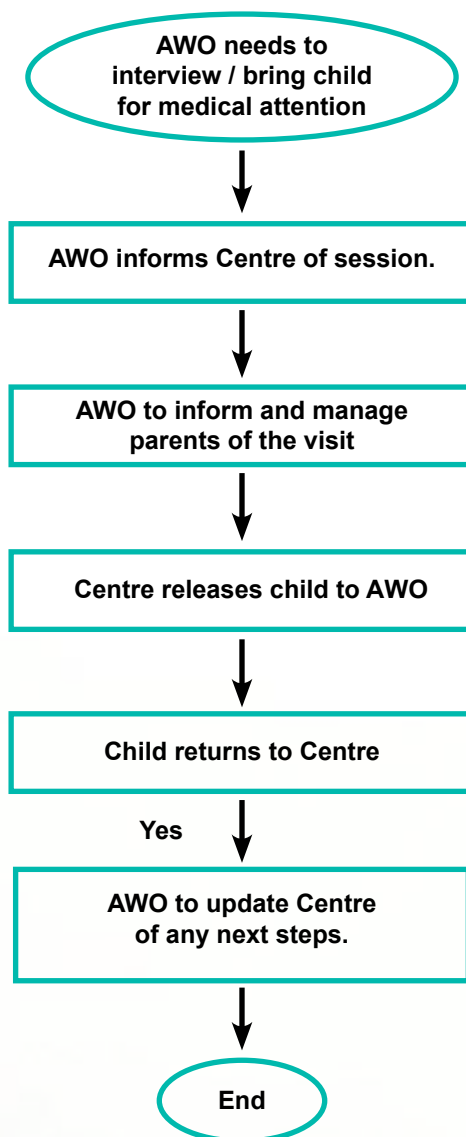 AWO needs to
interview / bring child
for medical attention
AWO informs Centre of session.
AWO to inform and manage
parents of the visit
Centre releases child to AWO
Child returns to Centre
Yes
AWO to update Centre
of any next steps.
End